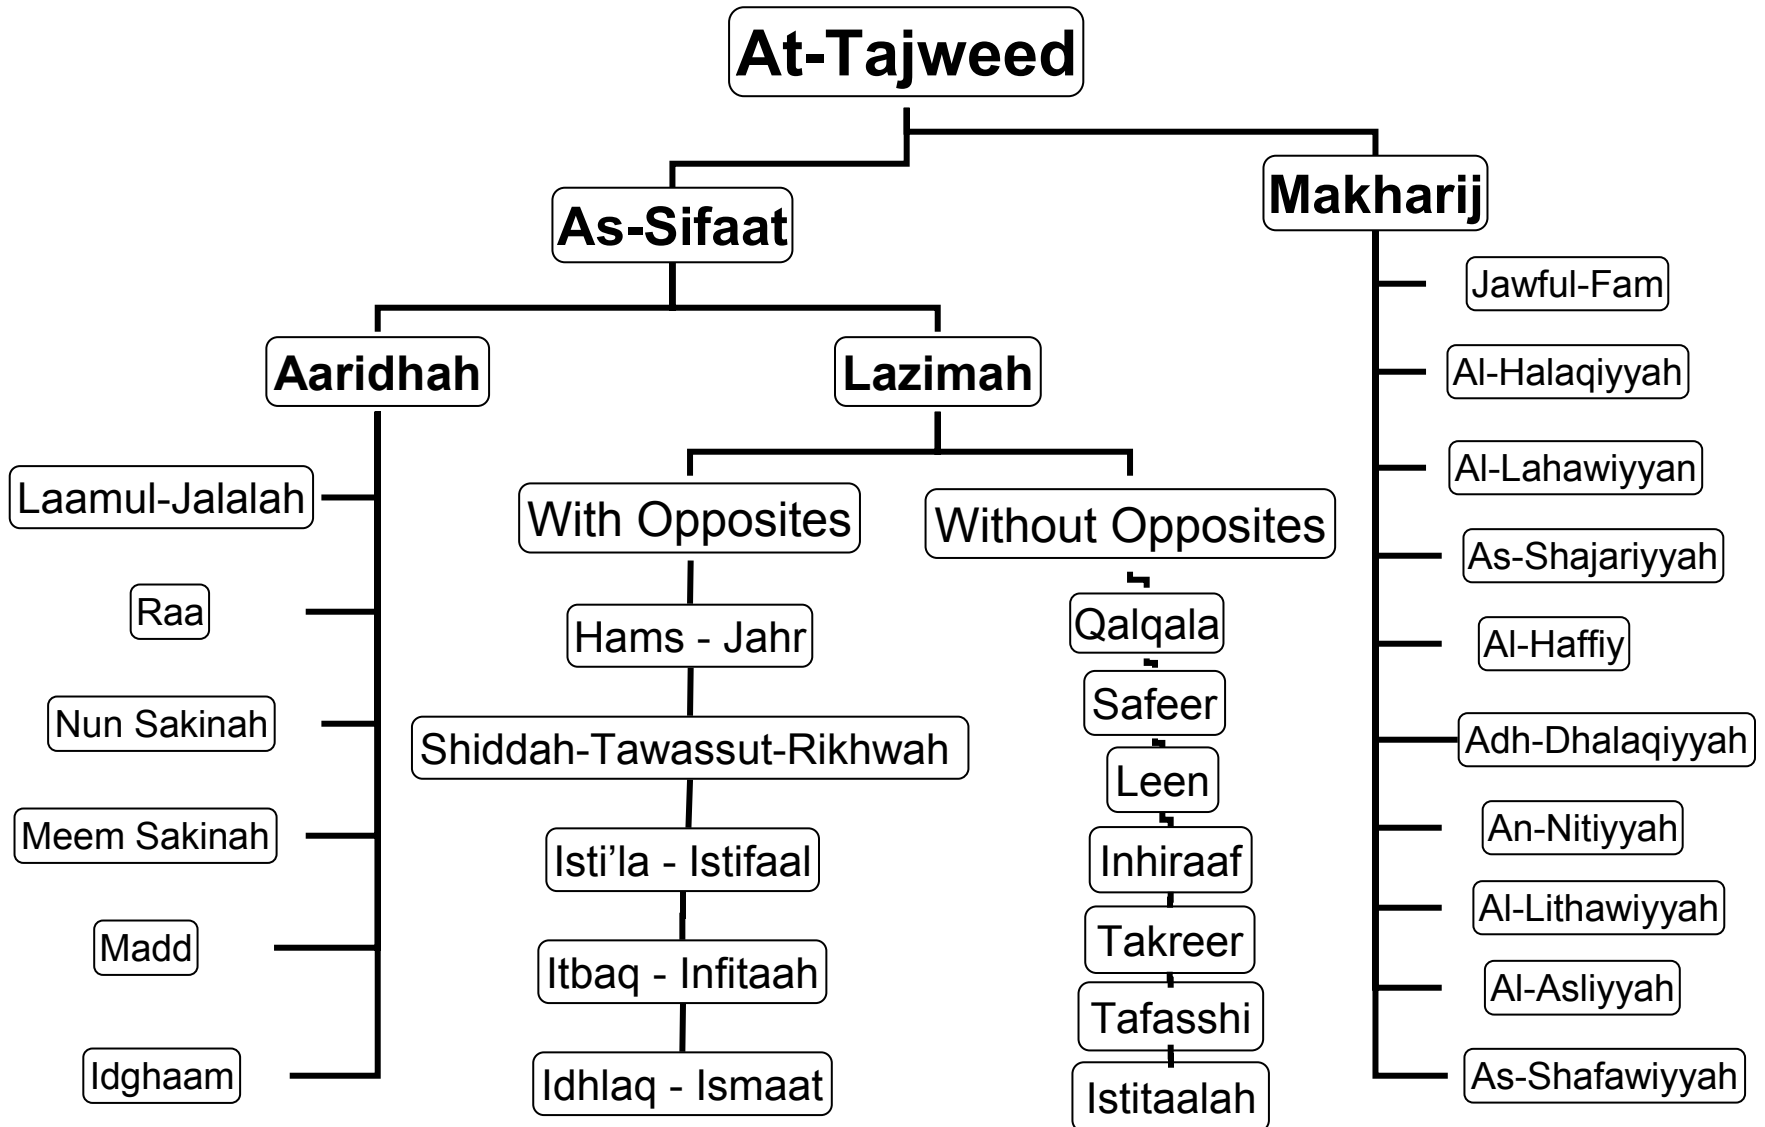 At-Tajweed
As-Sifaat
Makharij
Aaridhah
Lazimah
Laamul-Jalalah
Raa
Nun Sakinah
Meem Sakinah
Madd
Idghaam
With Opposites
Hams - Jahr
Shiddah-Tawassut-Rikhwah
Isti’la - Istifaal
Itbaq - Infitaah
Idhlaq - Ismaat
Without Opposites
Qalqala
Safeer
Leen
Inhiraaf
Takreer
Tafasshi
Istitaalah
Jawful-Fam
Al-Halaqiyyah
Al-Lahawiyyan
As-Shajariyyah
Al-Haffiy
Adh-Dhalaqiyyah
An-Nitiyyah
Al-Lithawiyyah
Al-Asliyyah
As-Shafawiyyah